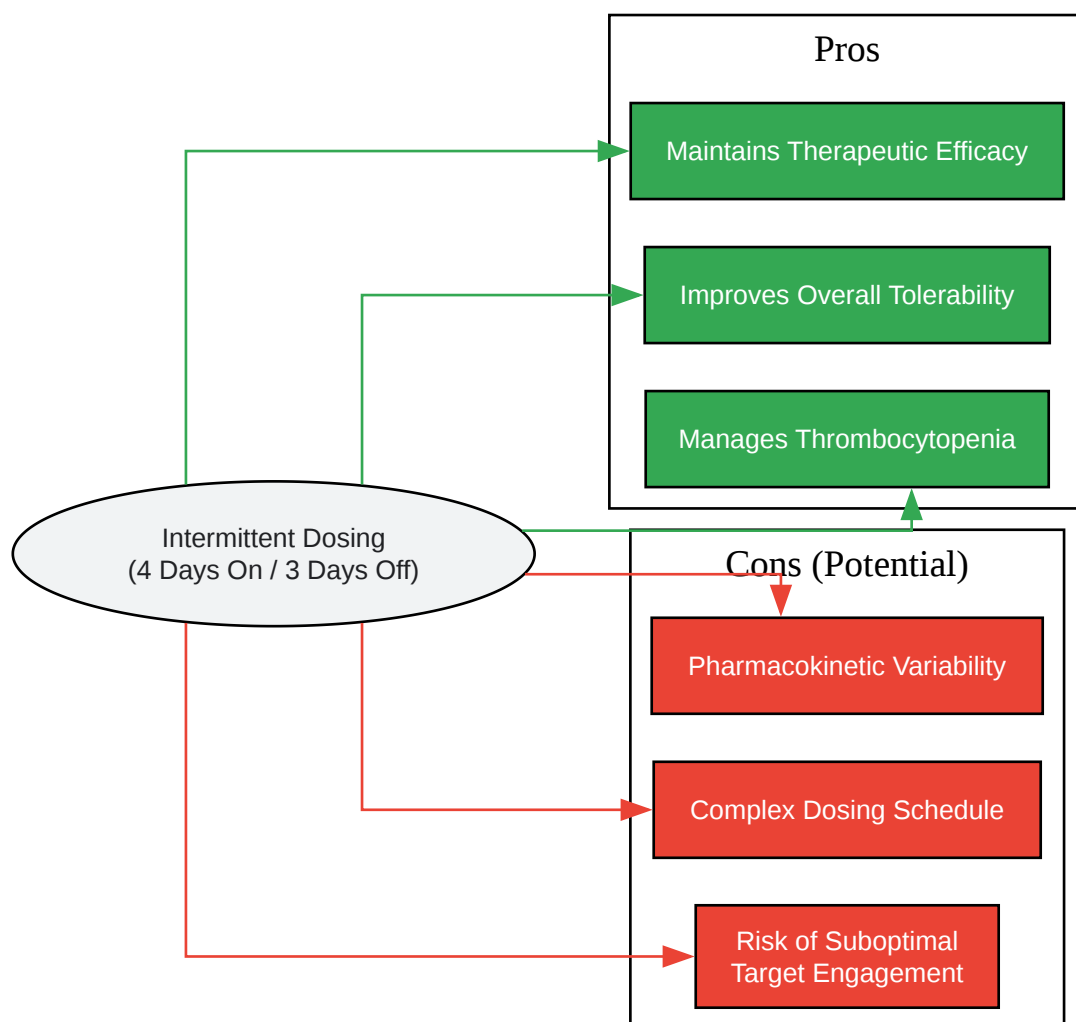 Pros
Maintains Therapeutic Efficacy
Improves Overall Tolerability
Manages Thrombocytopenia
Intermittent Dosing
(4 Days On / 3 Days Off)
Cons (Potential)
Pharmacokinetic Variability
Complex Dosing Schedule
Risk of Suboptimal
Target Engagement